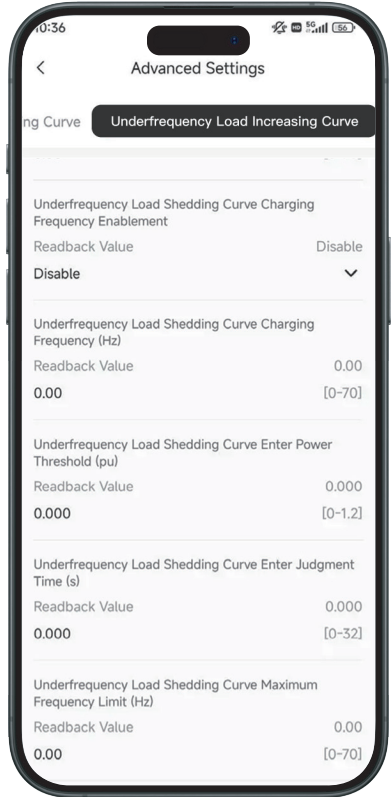 10:36
HD 5G 56
Advanced Settings
ng Curve
Underfrequency Load Increasing Curve
Underfrequency Load Shedding Curve Charging
Frequency Enablement
Readback Value Disable
Disable
Underfrequency Load Shedding Curve Charging
Frequency (Hz)
Readback Value 0.00
0.00 [0-70]
Underfrequency Load Shedding Curve Enter Power
Threshold (pu)
Readback Value 0.000
0.000 [0-1.2]
Underfrequency Load Shedding Curve Enter Judgment
Time (s)
Readback Value 0.000
0.000 [0-32]
Underfrequency Load Shedding Curve Maximum
Frequency Limit (Hz)
Readback Value 0.00
0.00 [0-70]